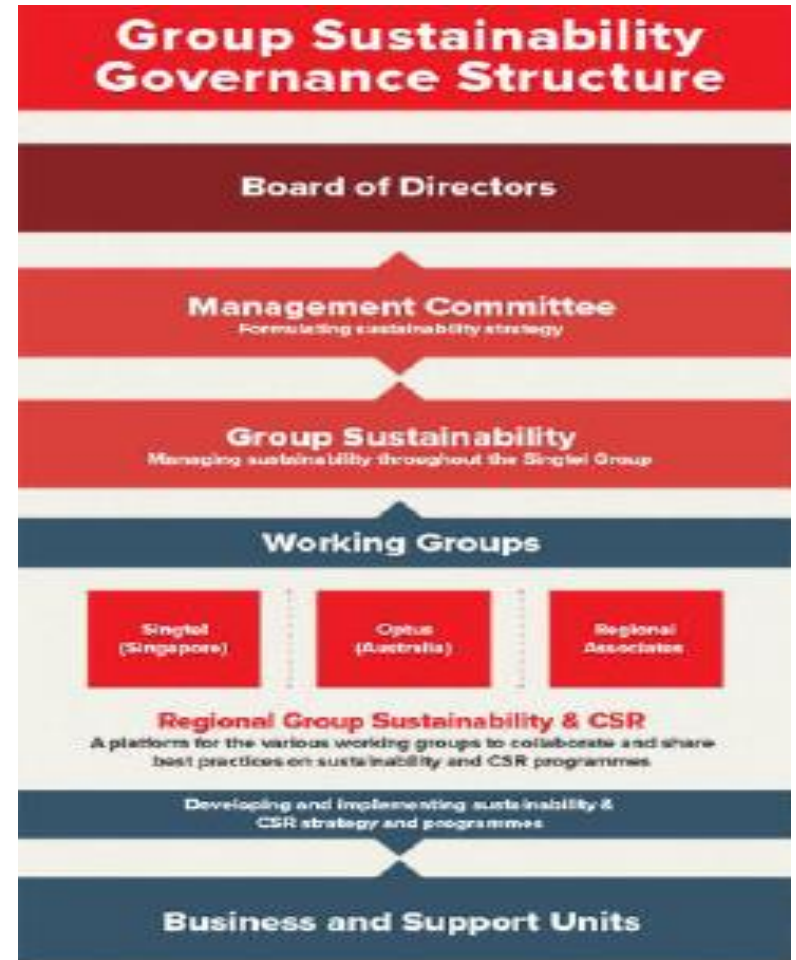 Group Sustainability
Governance Structure
Board of Directors
Management Committee
Formulating sustainability strategy
Group Sustainability
Managing sustainability throughout the Singtel Group
Working Groups
Singtel
(Singapore)
Optus
(Australia)
Regional
Associates
Regional Group Sustainability & CSR
A platform for the various working groups to collaborate and share
best practices on sustainability and CSR programmes
Developing and implementing sustainability &
CSR strategy and programmes
Business and Support Units